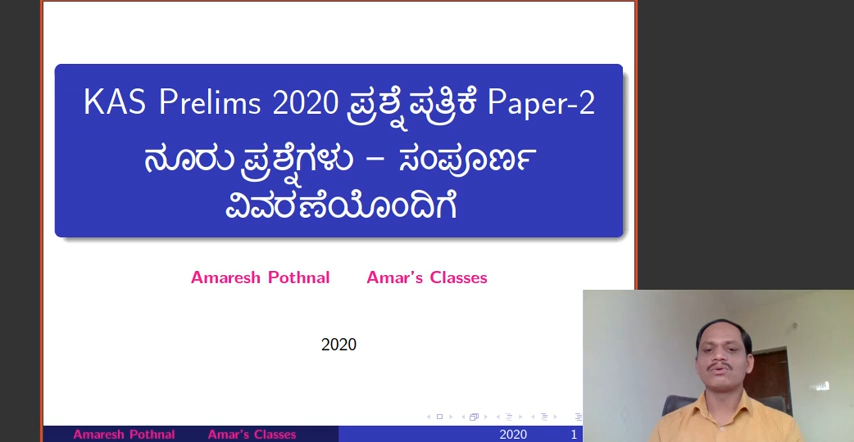 KAS Prelims 2020 ಪ್ರಶ್ನೆ ಪತ್ರಿಕೆ Paper-2
ನೂರು ಪ್ರಶ್ನೆಗಳು – ಸಂಪೂರ್ಣ
ವಿವರಣೆಯೊಂದಿಗೆ
Amaresh Pothnal Amar's Classes
2020
Amaresh Pothnal Amar's Classes 2020 1